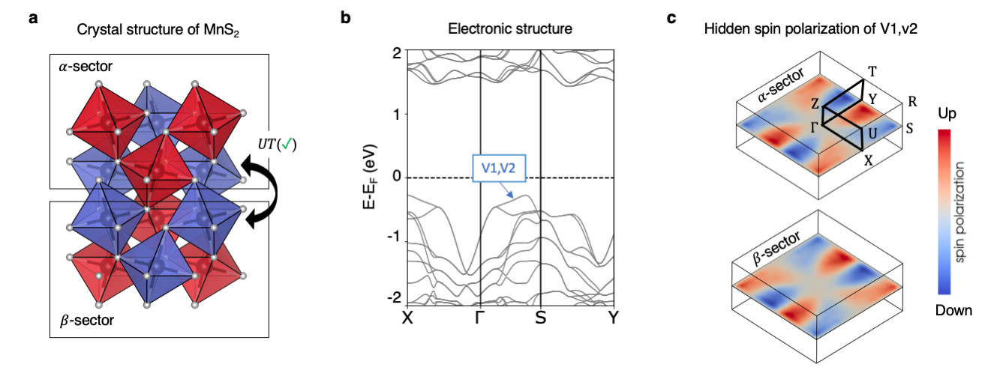 a
Crystal structure of MnS₂
α-sector
UT(✓)
β-sector
b
Electronic structure
2
1
0
-1
-2
E-E_F (eV)
V1,V2
X Γ S Y
c
Hidden spin polarization of V1,v2
α-sector
T
Z Y R
Γ U S
X
β-sector
Up
spin polarization
Down